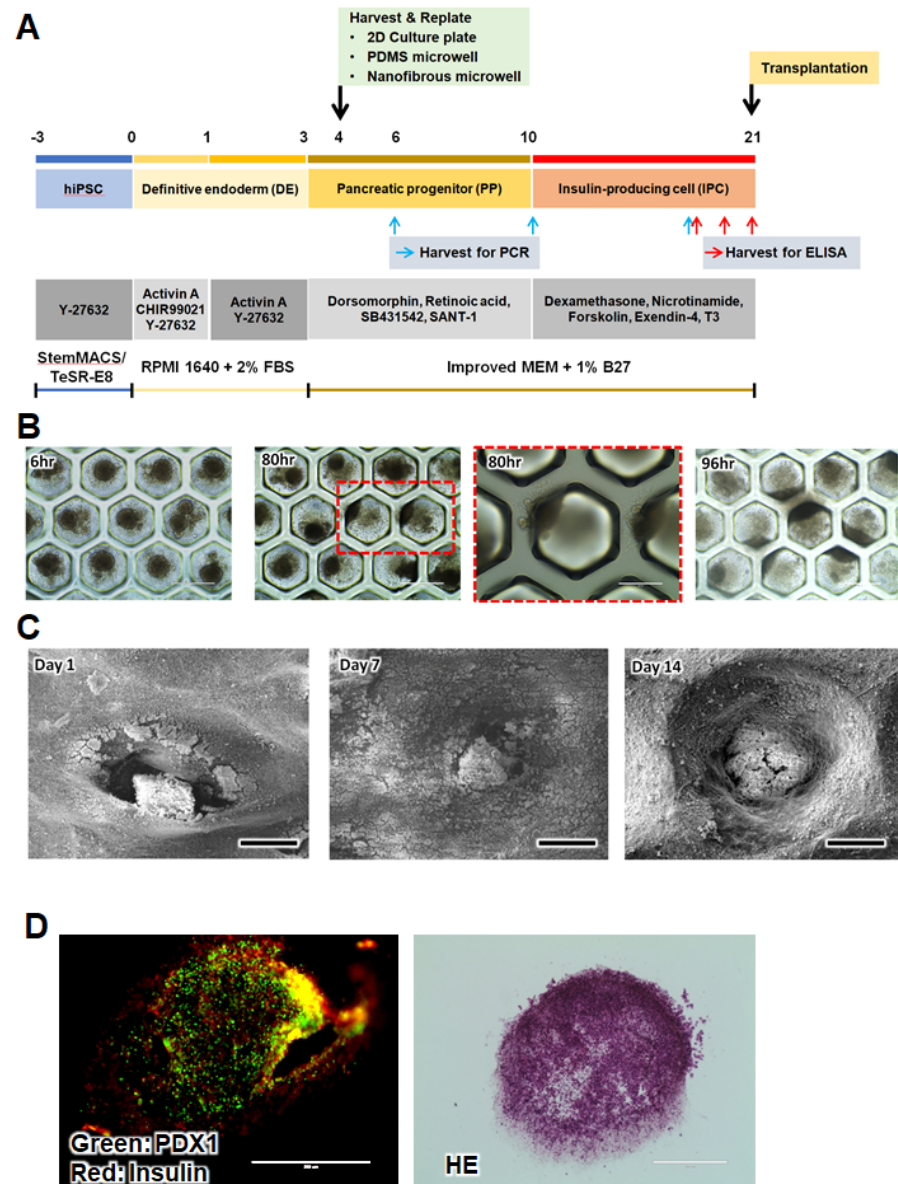 A
Harvest & Replate
• 2D Culture plate
• PDMS microwell
• Nanofibrous microwell
Transplantation
-3 0 1 3 4 6 10 21
hiPSC
Definitive endoderm (DE)
Pancreatic progenitor (PP)
Insulin-producing cell (IPC)
Harvest for PCR
Harvest for ELISA
Y-27632
Activin A
CHIR99021
Y-27632
Activin A
Y-27632
Dorsomorphin, Retinoic acid,
SB431542, SANT-1
Dexamethasone, Nicrotinamide,
Forskolin, Exendin-4, T3
StemMACS/
TeSR-E8
RPMI 1640 + 2% FBS
Improved MEM + 1% B27
B
6hr
80hr
80hr
96hr
C
Day 1
Day 7
Day 14
D
Green: PDX1
Red: Insulin
HE